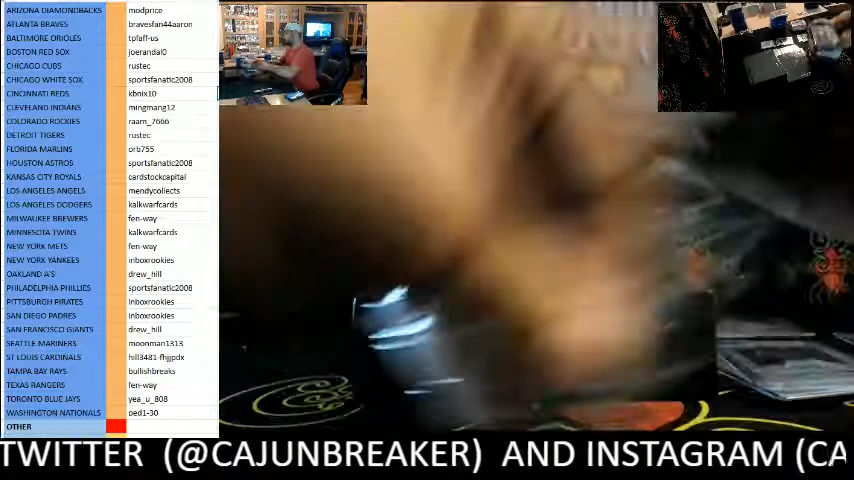 ARIZONA DIAMONDBACKS modprice
ATLANTA BRAVES bravesfan44aaron
BALTIMORE ORIOLES tpfaff-us
BOSTON RED SOX joerandal0
CHICAGO CUBS rustec
CHICAGO WHITE SOX sportsfanatic2008
CINCINNATI REDS kbnix10
CLEVELAND INDIANS mingmang12
COLORADO ROCKIES raam_7666
DETROIT TIGERS rustec
FLORIDA MARLINS orb755
HOUSTON ASTROS sportsfanatic2008
KANSAS CITY ROYALS cardstockcapital
LOS ANGELES ANGELS mendycollects
LOS ANGELES DODGERS kalkwarfcards
MILWAUKEE BREWERS fen-way
MINNESOTA TWINS kalkwarfcards
NEW YORK METS fen-way
NEW YORK YANKEES inboxrookies
OAKLAND A'S drew_hill
PHILADELPHIA PHILLIES sportsfanatic2008
PITTSBURGH PIRATES inboxrookies
SAN DIEGO PADRES inboxrookies
SAN FRANCISCO GIANTS drew_hill
SEATTLE MARINERS moonman1313
ST LOUIS CARDINALS hill3481-fhjjpdx
TAMPA BAY RAYS bullishbreaks
TEXAS RANGERS fen-way
TORONTO BLUE JAYS yea_u_808
WASHINGTON NATIONALS oed1-30
OTHER
TWITTER (@CAJUNBREAKER) AND INSTAGRAM (CA